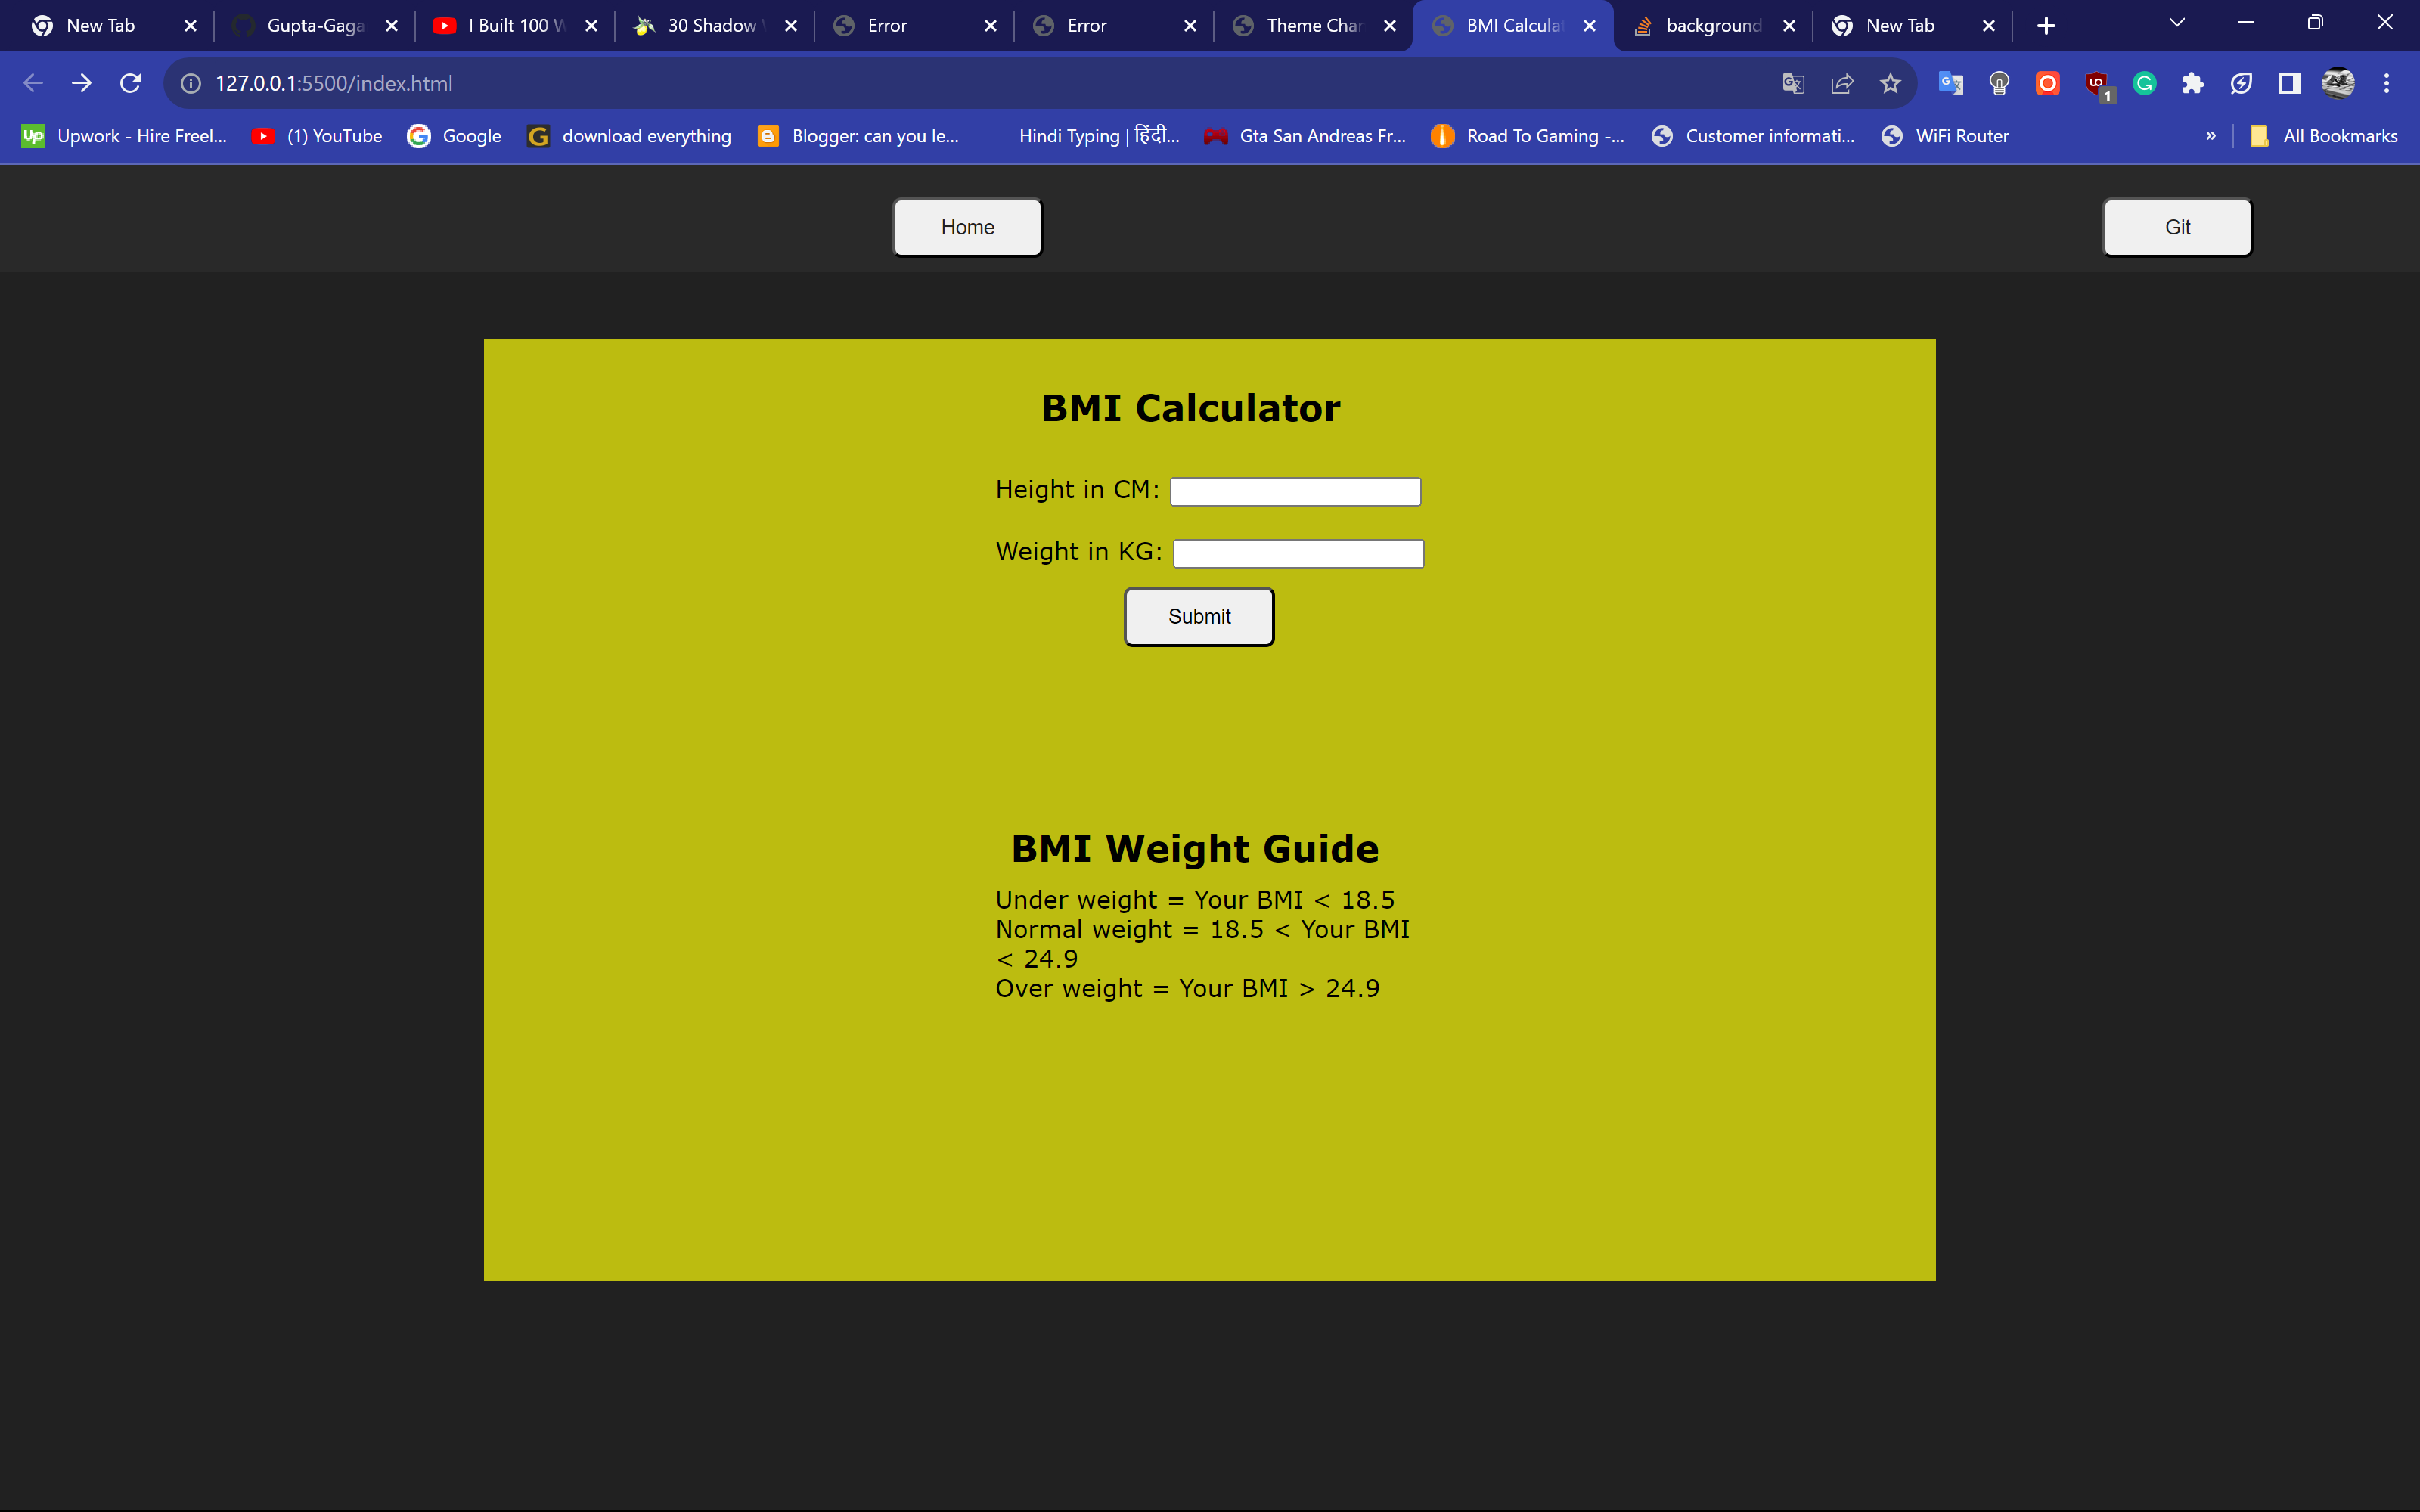 New Tab
Gupta-Gaga
I Built 100 W
30 Shadow
Error
Error
Theme Char
BMI Calculat
background
New Tab
127.0.0.1:5500/index.html
1
Upwork - Hire Freel...
(1) YouTube
Google
download everything
Blogger: can you le...
Hindi Typing | हिंदी...
Gta San Andreas Fr...
Road To Gaming -...
Customer informati...
WiFi Router
»
All Bookmarks
Home
Git
BMI Calculator
Height in CM:
Weight in KG:
Submit
BMI Weight Guide
Under weight = Your BMI < 18.5
Normal weight = 18.5 < Your BMI
< 24.9
Over weight = Your BMI > 24.9